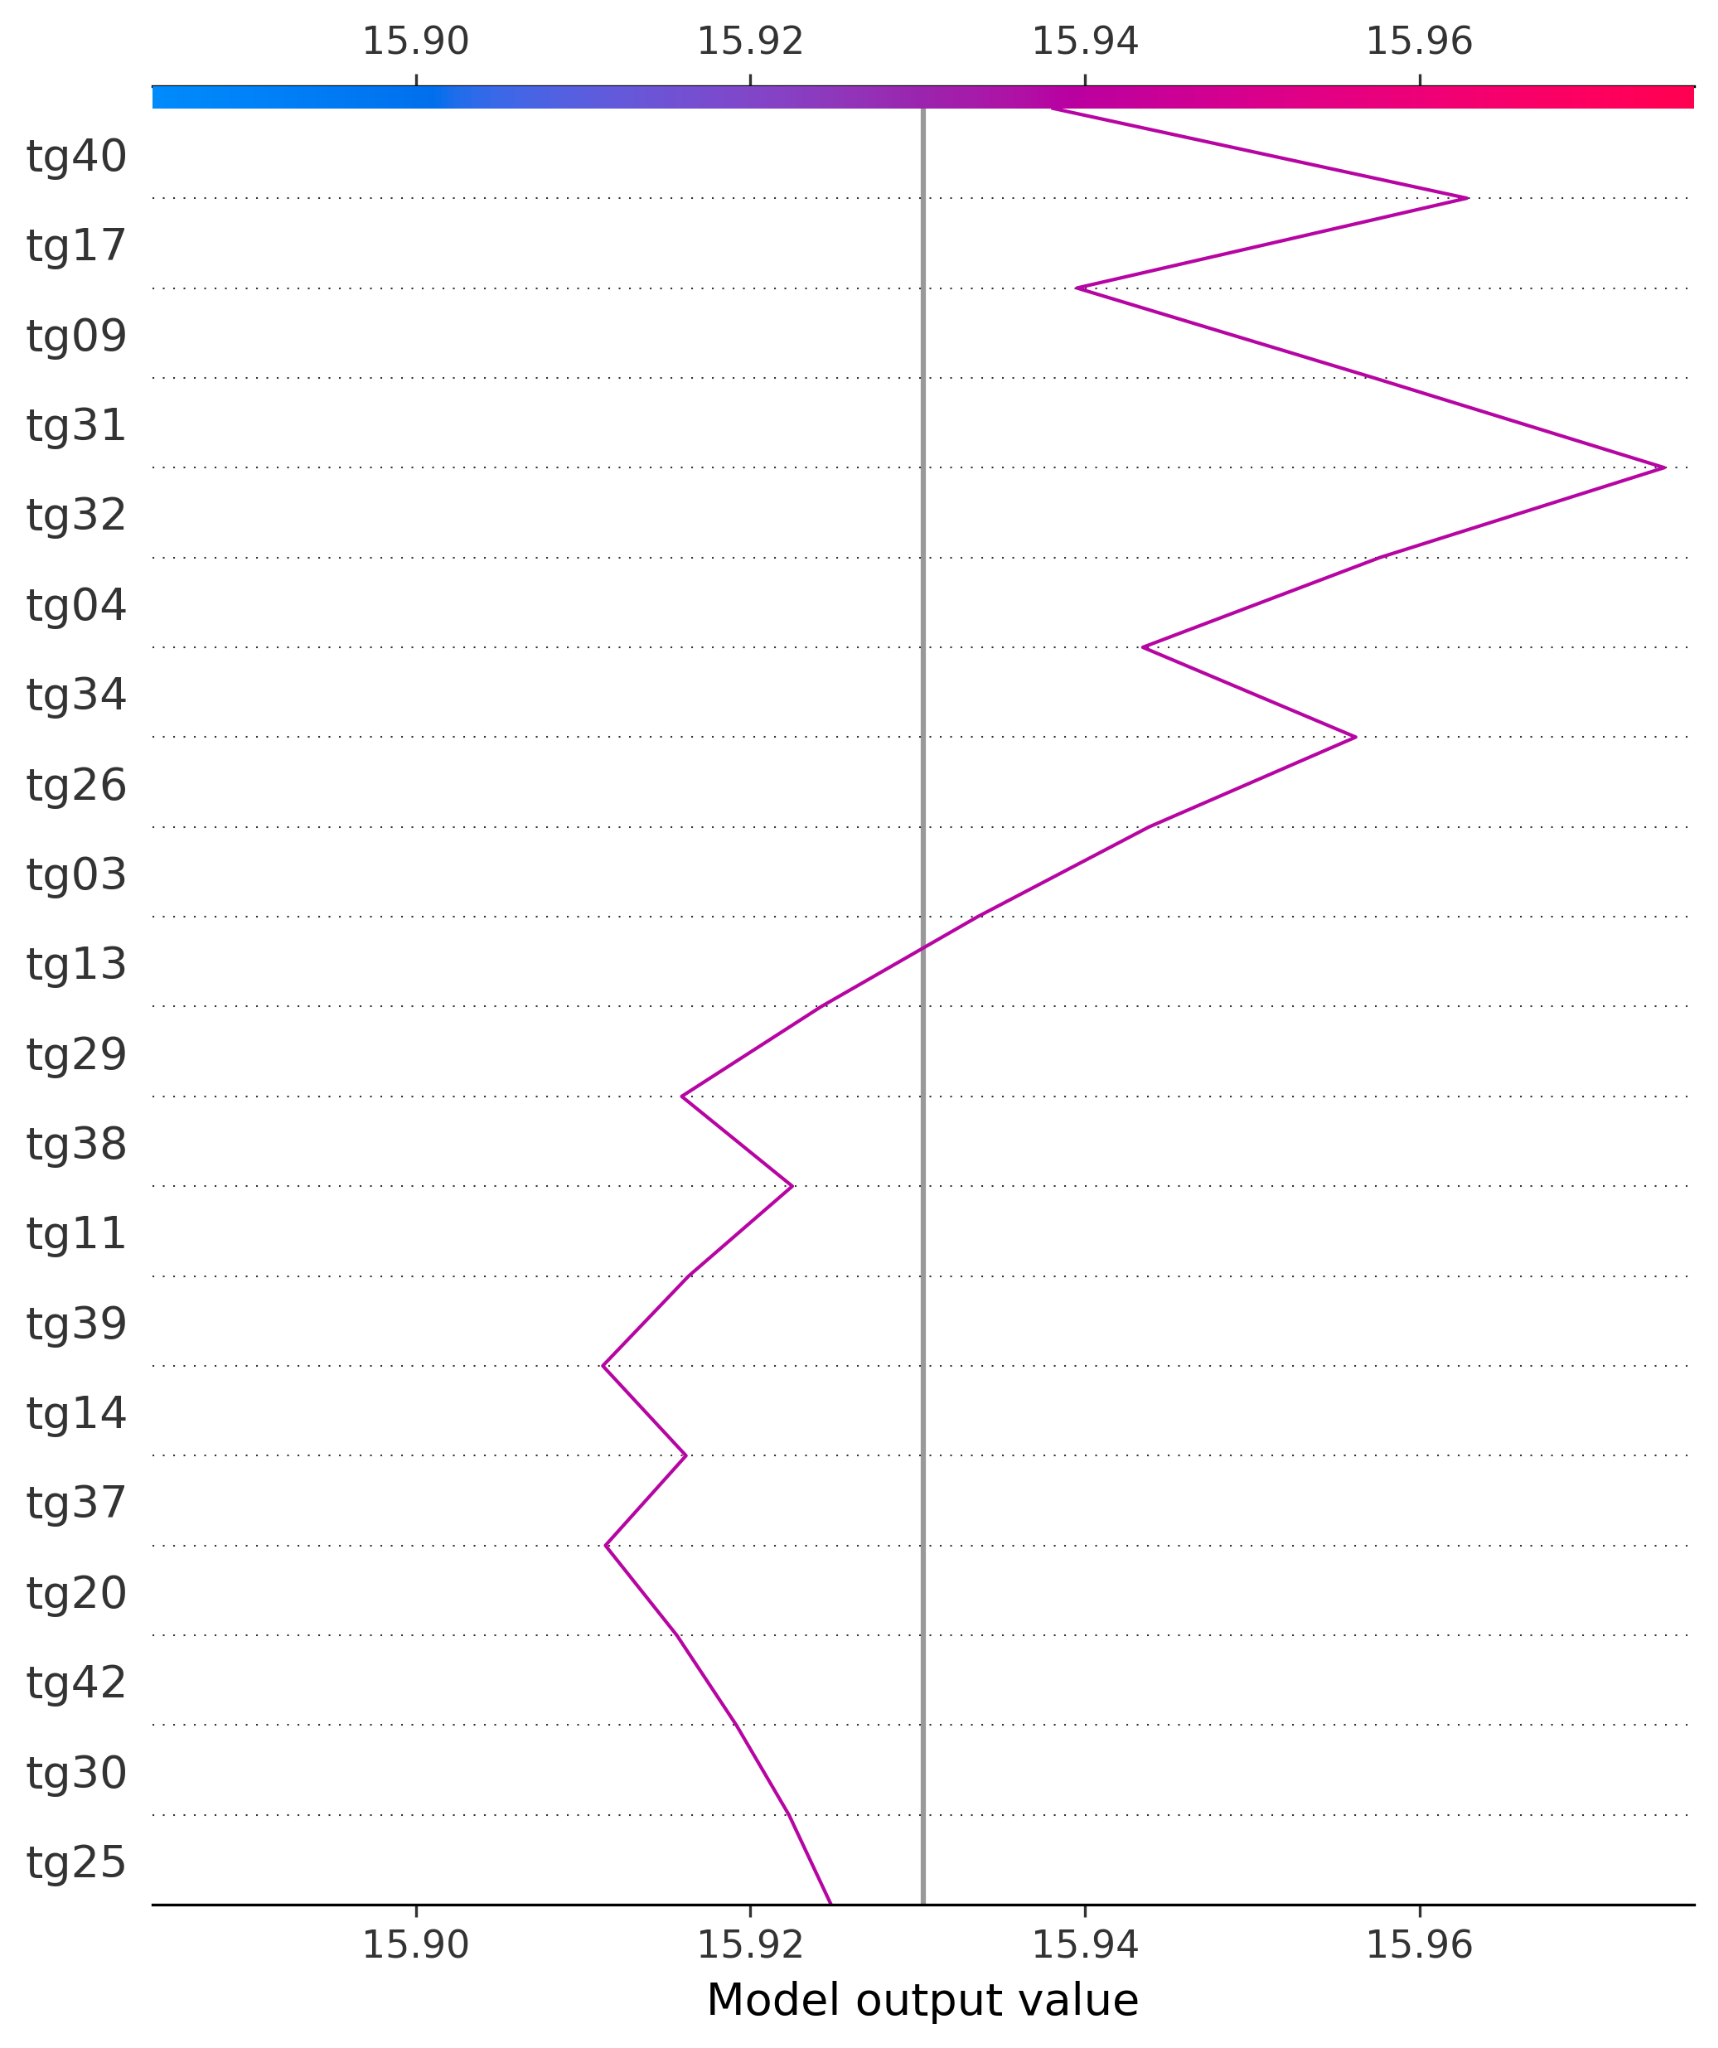 15.90 15.92 15.94 15.96
tg40
tg17
tg09
tg31
tg32
tg04
tg34
tg26
tg03
tg13
tg29
tg38
tg11
tg39
tg14
tg37
tg20
tg42
tg30
tg25
15.90 15.92 15.94 15.96
Model output value